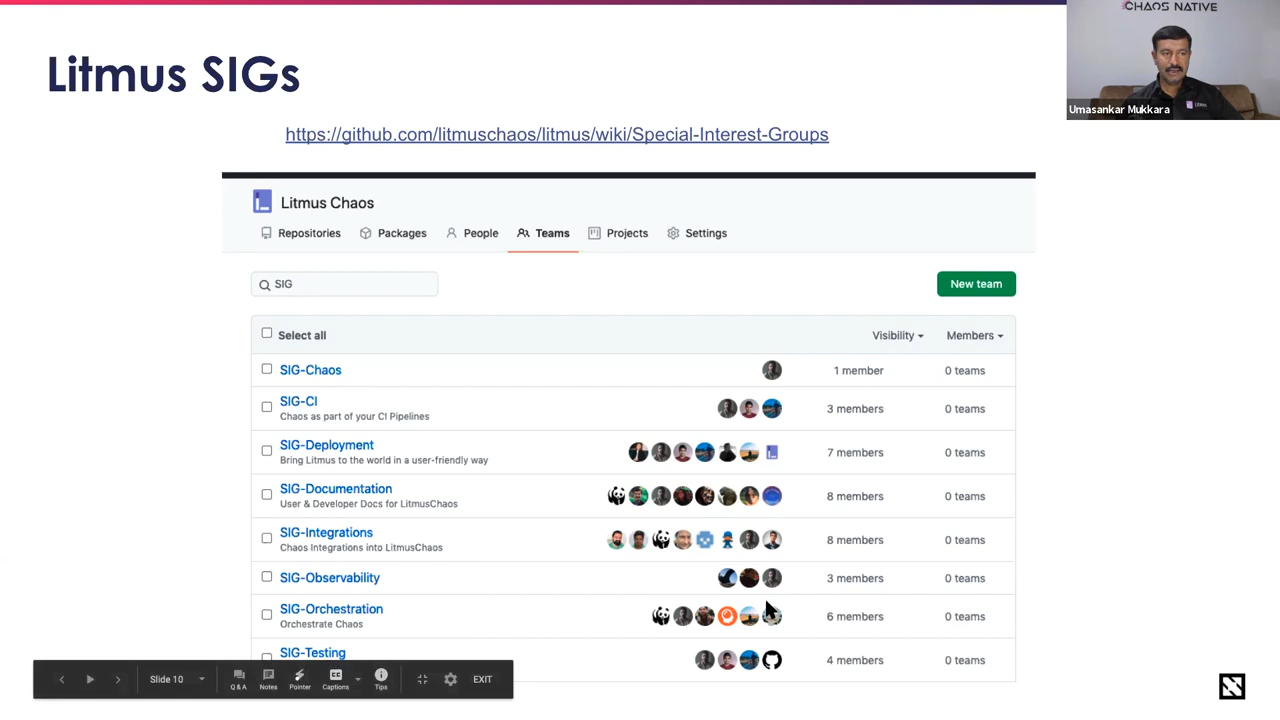 CHAOS NATIVE
Umasankar Mukkara
Litmus SIGs
https://github.com/litmuschaos/litmus/wiki/Special-Interest-Groups
Litmus Chaos
Repositories Packages People Teams Projects Settings
SIG
New team
Select all Visibility Members
SIG-Chaos 1 member 0 teams
SIG-CI
Chaos as part of your CI Pipelines
3 members 0 teams
SIG-Deployment
Bring Litmus to the world in a user-friendly way
7 members 0 teams
SIG-Documentation
User & Developer Docs for LitmusChaos
8 members 0 teams
SIG-Integrations
Chaos Integrations into LitmusChaos
8 members 0 teams
SIG-Observability 3 members 0 teams
SIG-Orchestration
Orchestrate Chaos
6 members 0 teams
SIG-Testing
4 members 0 teams
Slide 10
Q & A Notes Pointer Captions Tips EXIT